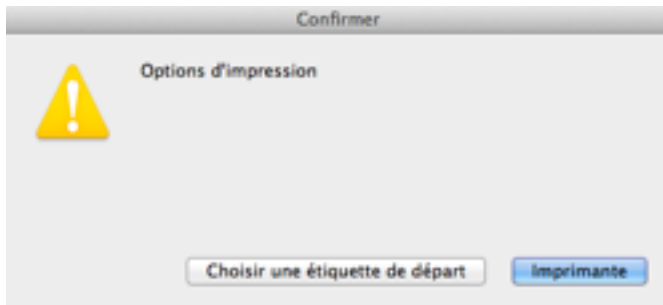 Confirmer
Options d'impression
Choisir une étiquette de départ
Imprimante